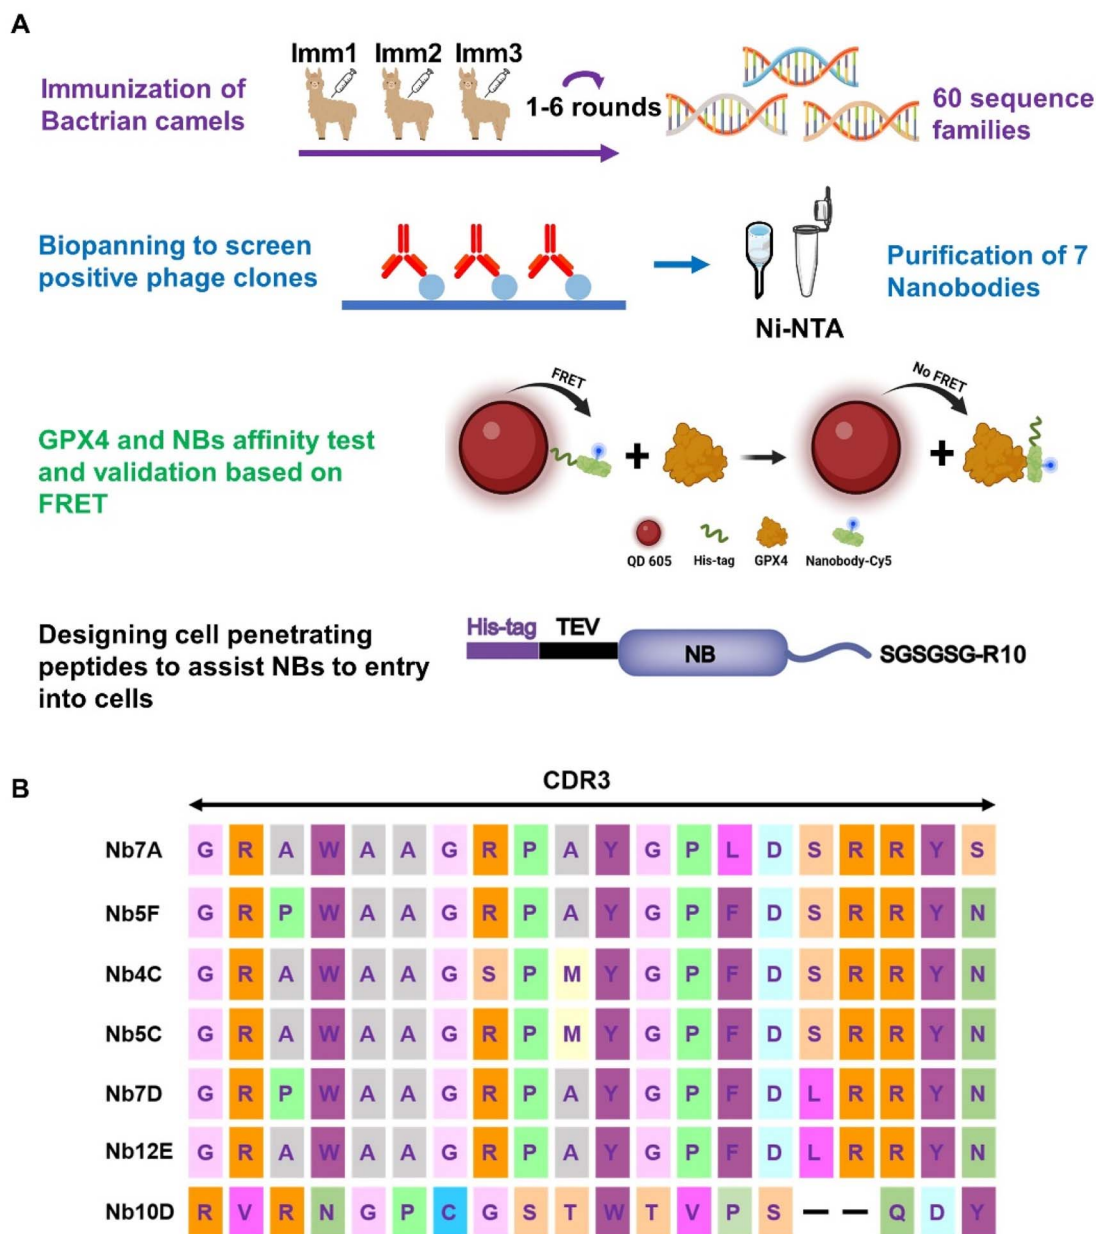 A
Imm1 Imm2 Imm3
Immunization of
Bactrian camels
1-6 rounds
60 sequence
families
Biopanning to screen
positive phage clones
Purification of 7
Nanobodies
Ni-NTA
FRET
No FRET
GPX4 and NBs affinity test
and validation based on
FRET
+
+
QD 605 His-tag GPX4 Nanobody-Cy5
Designing cell penetrating
peptides to assist NBs to entry
into cells
His-tag TEV NB SGSGSG-R10
B
CDR3
Nb7A G R A W A A G R P A Y G P L D S R R Y S
Nb5F G R P W A A G R P A Y G P F D S R R Y N
Nb4C G R A W A A G S P M Y G P F D S R R Y N
Nb5C G R A W A A G R P M Y G P F D S R R Y N
Nb7D G R P W A A G R P A Y G P F D L R R Y N
Nb12E G R A W A A G R P A Y G P F D L R R Y N
Nb10D R V R N G P C G S T W T V P S — — Q D Y